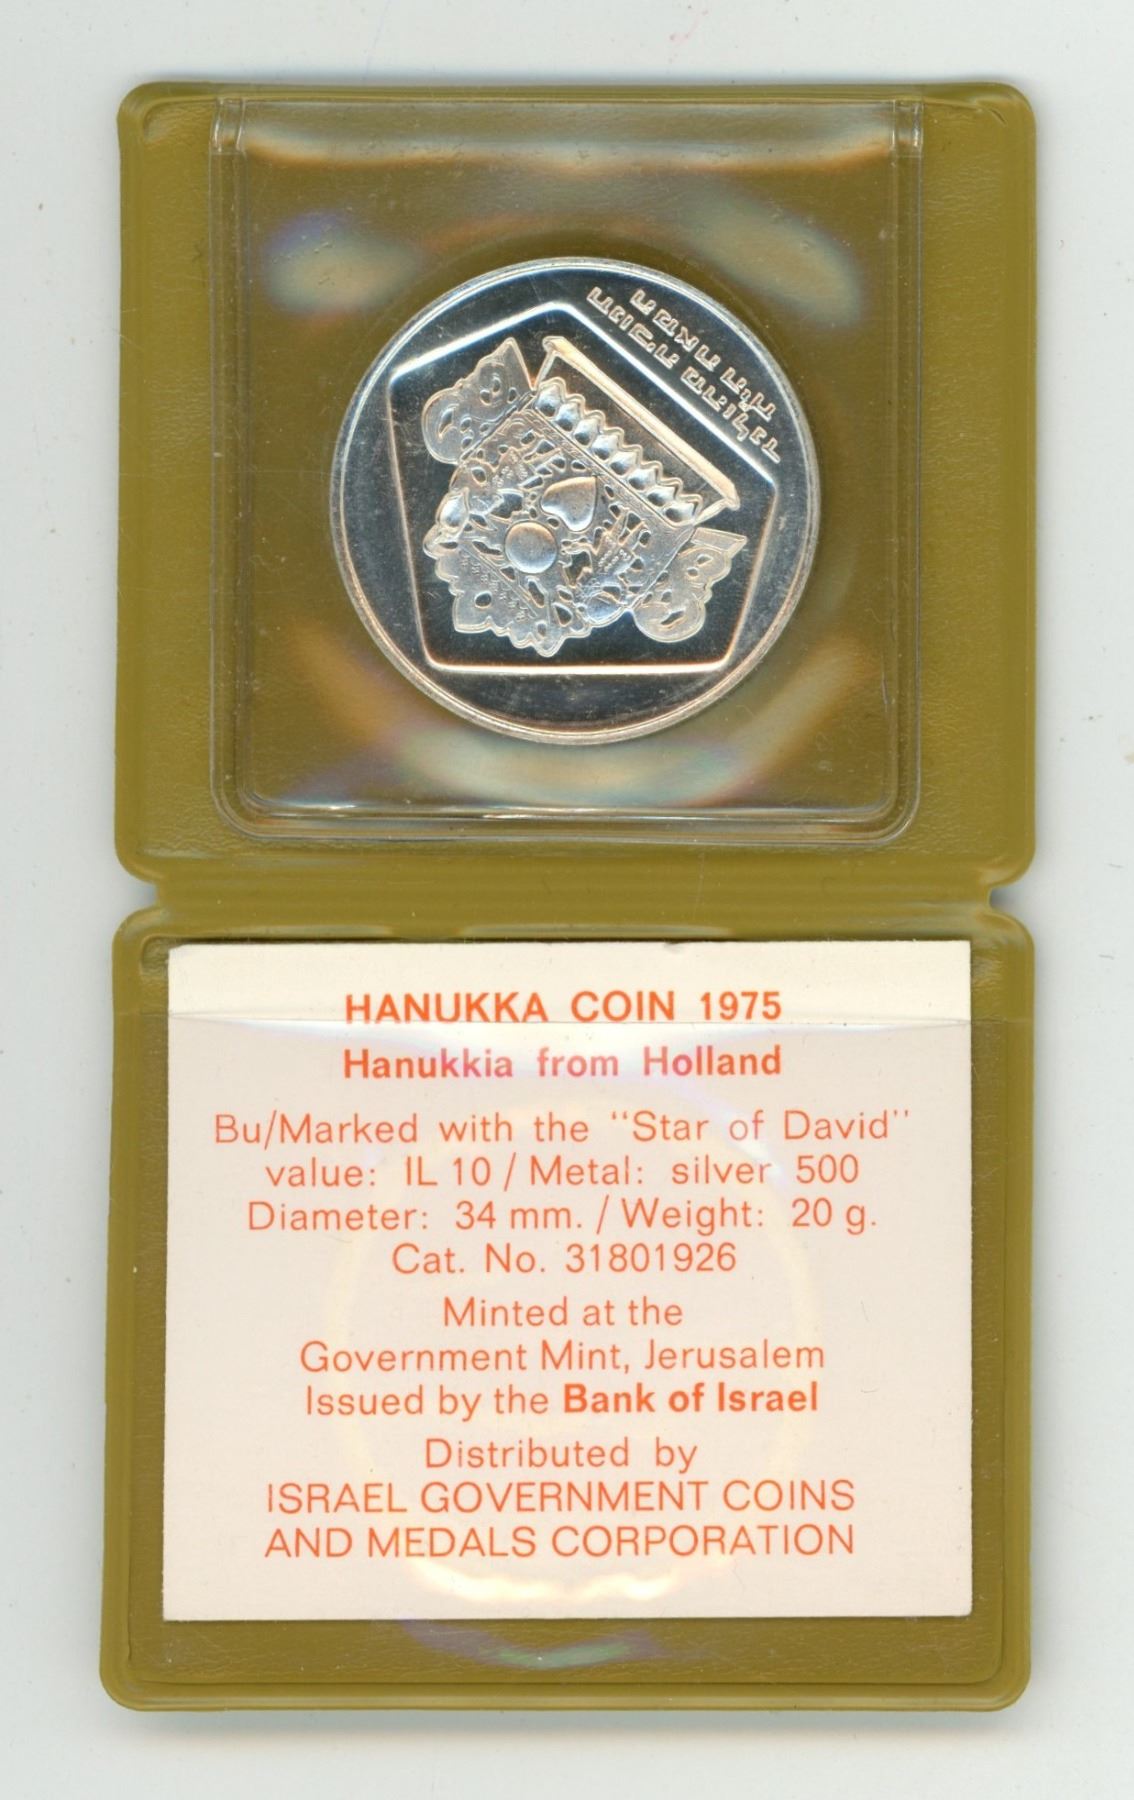 HANUKKA COIN 1975
Hanukkia from Holland
Bu/Marked with the "Star of David"
value: IL 10 / Metal: silver 500
Diameter: 34 mm. / Weight: 20 g.
Cat. No. 31801926
Minted at the
Government Mint, Jerusalem
Issued by the Bank of Israel
Distributed by
ISRAEL GOVERNMENT COINS
AND MEDALS CORPORATION